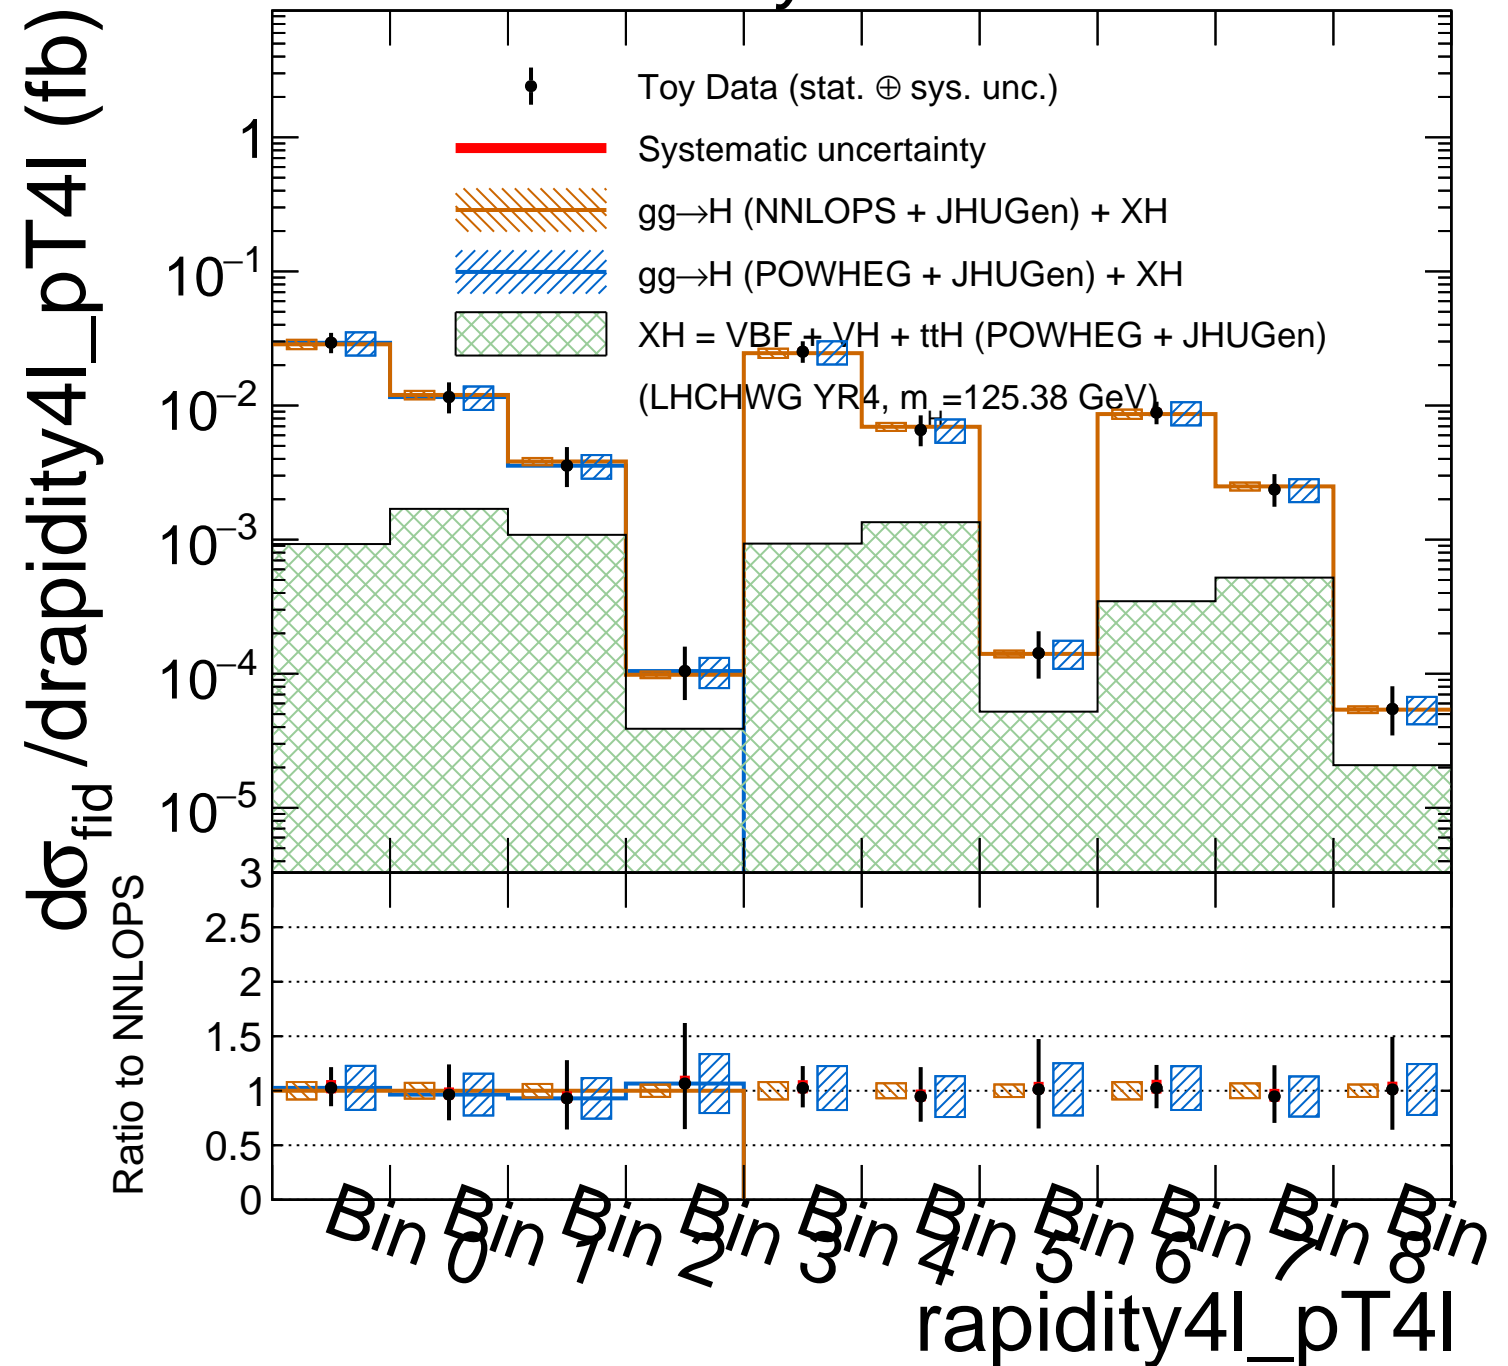 dσfid /drapidity4l_pT4l (fb)
1
10−1
10−2
10−3
10−4
10−5
Toy Data (stat. ⊕ sys. unc.)
Systematic uncertainty
gg→H (NNLOPS + JHUGen) + XH
gg→H (POWHEG + JHUGen) + XH
XH = VBF + VH + ttH (POWHEG + JHUGen)
(LHCHWG YR4, mH=125.38 GeV)
Ratio to NNLOPS
3
2.5
2
1.5
1
0.5
0
Bin 0
Bin 1
Bin 2
Bin 3
Bin 4
Bin 5
Bin 6
Bin 7
Bin 8
Bin
rapidity4l_pT4l